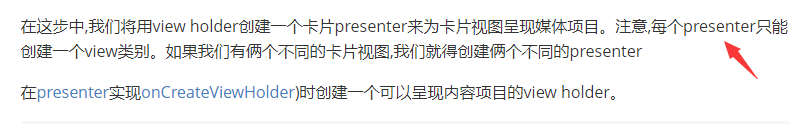 在这步中,我们将用view holder创建一个卡片presenter来为卡片视图呈现媒体项目。注意,每个presenter只能
创建一个view类别。如果我们有俩个不同的卡片视图,我们就得创建俩个不同的presenter
在presenter实现onCreateViewHolder)时创建一个可以呈现内容项目的view holder。